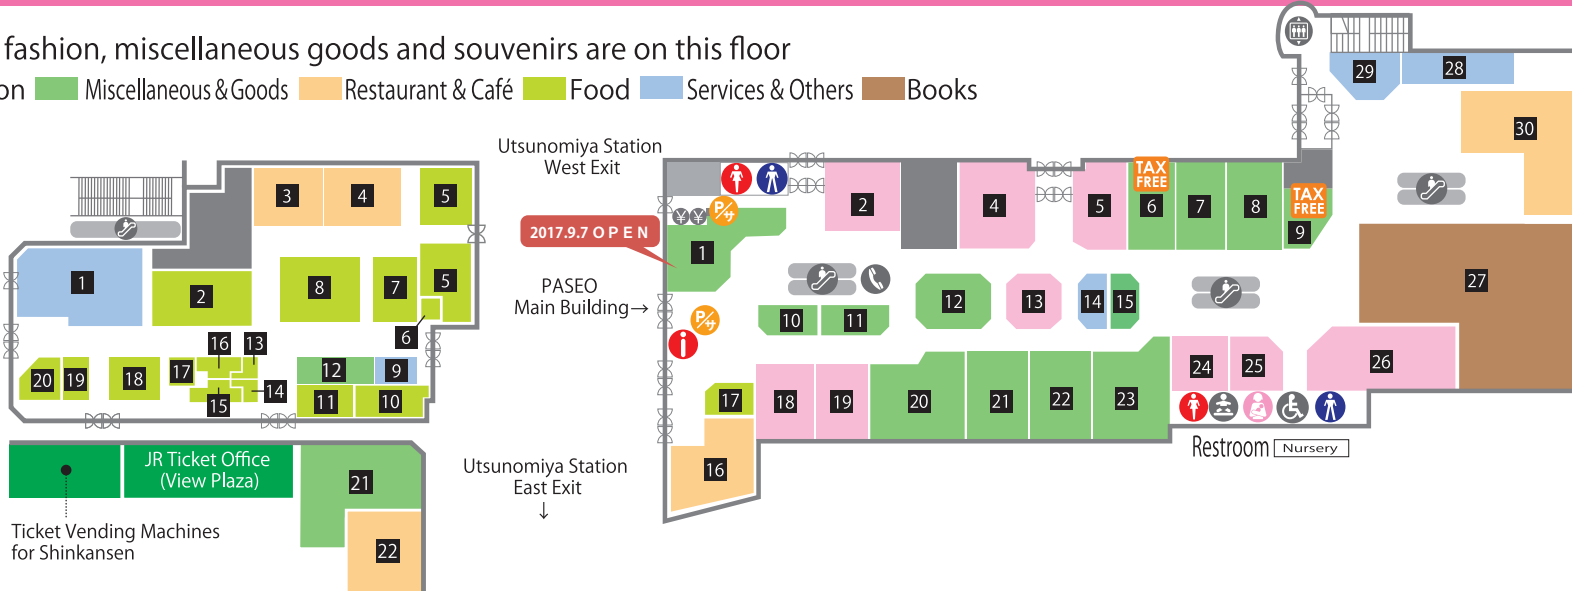 fashion, miscellaneous goods and souvenirs are on this floor
on Miscellaneous & Goods Restaurant & Café Food Services & Others Books
29 28
30
Utsunomiya Station
West Exit
TAX
FREE
TAX
FREE
3 4 5
2 4 5 6 7 8 9
P/サ
¥ ¥
2017.9.7 OPEN
1
1 2 8 7 5
6
27
PASEO
Main Building→
12 13 14 15
10 11
P/サ
i
16 13
20 19 18 17 12 9
14
15 11 10
24 25 26
17 18 19 20 21 22 23
16
Restroom Nursery
Utsunomiya Station
East Exit
↓
JR Ticket Office
(View Plaza)
21
Ticket Vending Machines
for Shinkansen
22